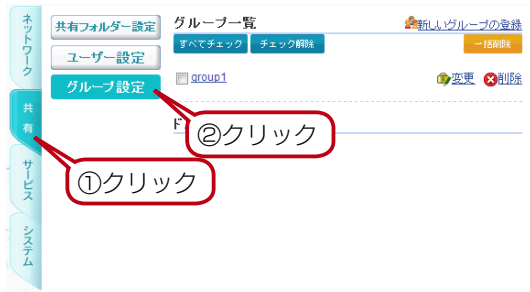 ネットワーク
共有
サービス
システム
共有フォルダー設定
ユーザー設定
グループ設定
グループ一覧
新しいグループの登録
すべてチェック
チェック解除
一括削除
group1
変更
削除
ド
②クリック
①クリック